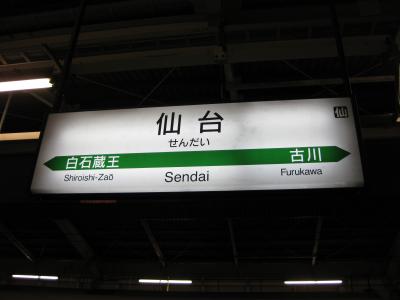 仙
仙台
せんだい
白石蔵王
古川
Shiroishi-Zaō
Sendai
Furukawa